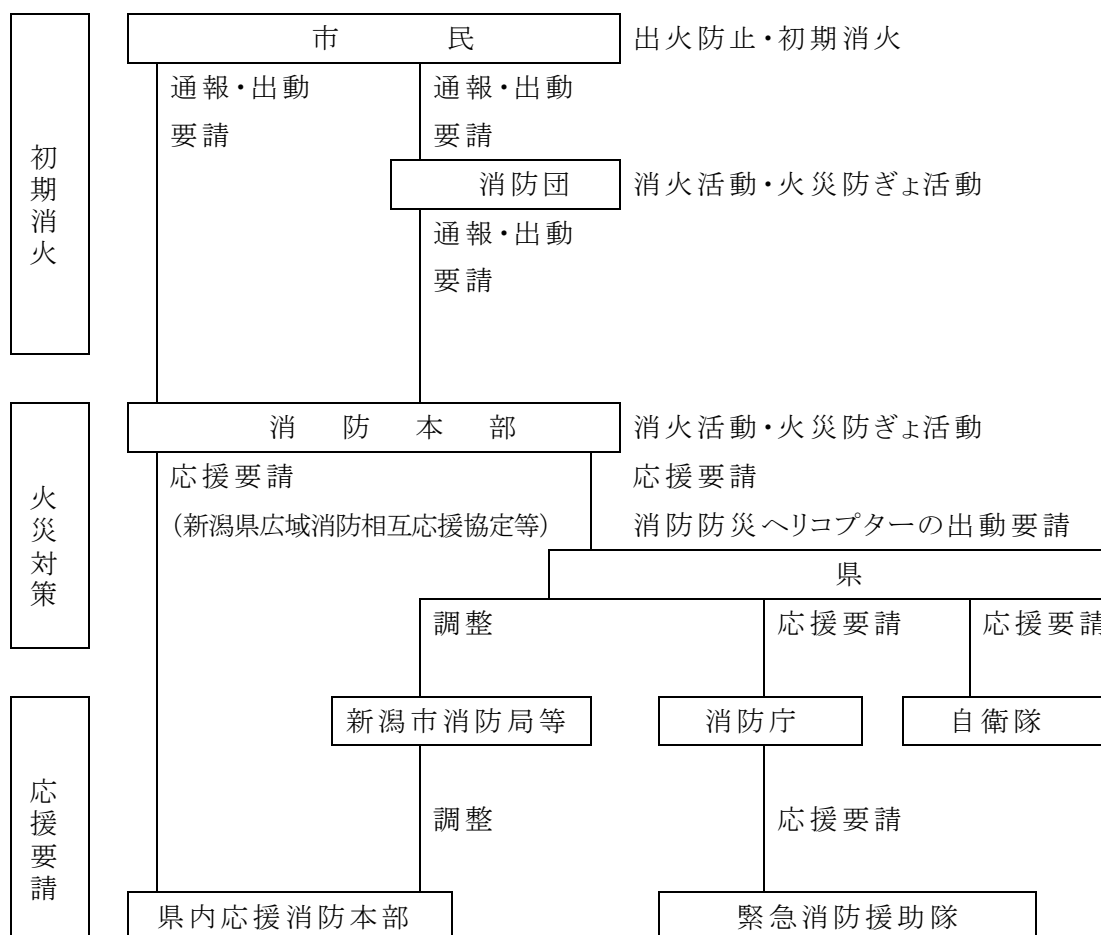 初期消火
市民
出火防止・初期消火
通報・出動
要請
通報・出動
要請
消防団
消火活動・火災防ぎょ活動
通報・出動
要請
火災対策
消防本部
消火活動・火災防ぎょ活動
応援要請
(新潟県広域消防相互応援協定等)
応援要請
消防防災ヘリコプターの出動要請
県
調整
応援要請
応援要請
応援要請
新潟市消防局等
消防庁
自衛隊
調整
応援要請
県内応援消防本部
緊急消防援助隊